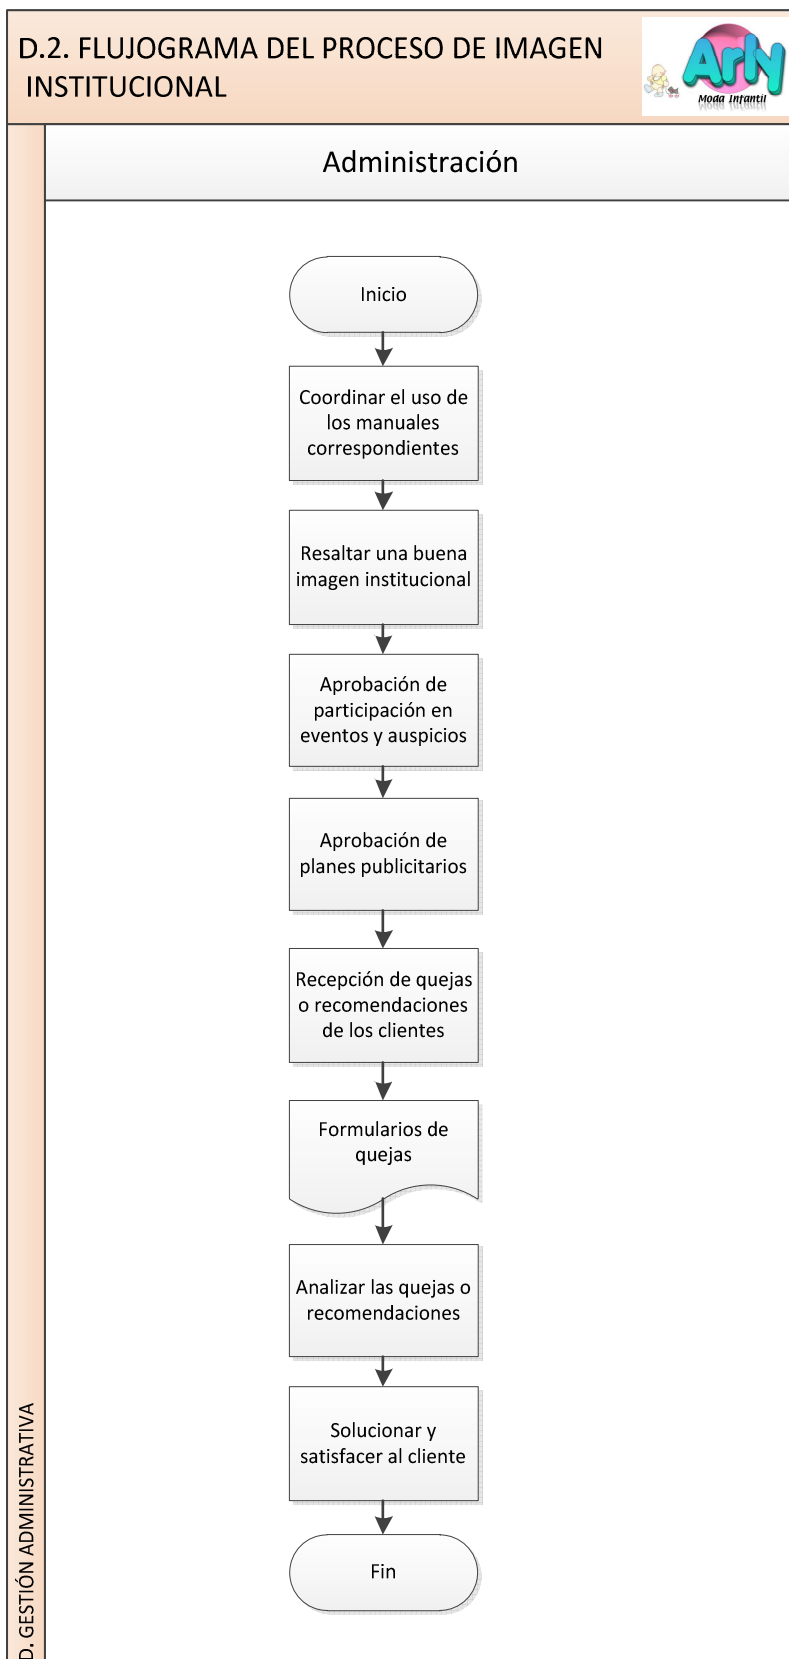 D.2. FLUJOGRAMA DEL PROCESO DE IMAGEN
INSTITUCIONAL
Arly
Moda Infantil
Administración
Inicio
Coordinar el uso de
los manuales
correspondientes
Resaltar una buena
imagen institucional
Aprobación de
participación en
eventos y auspicios
Aprobación de
planes publicitarios
Recepción de quejas
o recomendaciones
de los clientes
Formularios de
quejas
Analizar las quejas o
recomendaciones
Solucionar y
satisfacer al cliente
Fin
D. GESTIÓN ADMINISTRATIVA